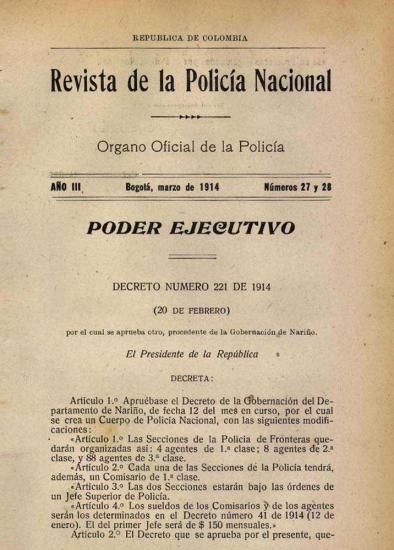 REPUBLICA DE COLOMBIA
Revista de la Policía Nacional
Organo Oficial de la Policía
AÑO III Bogotá, marzo de 1914 Números 27 y 28
PODER EJECUTIVO
DECRETO NUMERO 221 DE 1914
(20 DE FEBRERO)
por el cual se aprueba otro, procedente de la Gobernación de Nariño.
El Presidente de la República
DECRETA:
Artículo 1.º Apruébase el Decreto de la Gobernación del De-
partamento de Nariño, de fecha 12 del mes en curso, por el cual
se crea un Cuerpo de Policía Nacional, con las siguientes modifi-
caciones:
«Artículo 1.º Las Secciones de la Policía de Fronteras que-
darán organizadas así: 4 agentes de 1.ª clase; 8 agentes de 2.ª
clase, y 88 agentes de 3.ª clase.
«Artículo 2.º Cada una de las Secciones de la Policía tendrá,
además, un Comisario de 1.ª clase.
«Artículo 3.º Las dos Secciones estarán bajo las órdenes de
un Jefe Superior de Policía.
«Artículo 4.º Los sueldos de los Comisarios y de los agentes
serán los determinados en el Decreto número 41 de 1914 (12 de
enero). El del primer Jefe será de $ 150 mensuales.»
Artículo 2.º El Decreto que se aprueba por el presente, que-